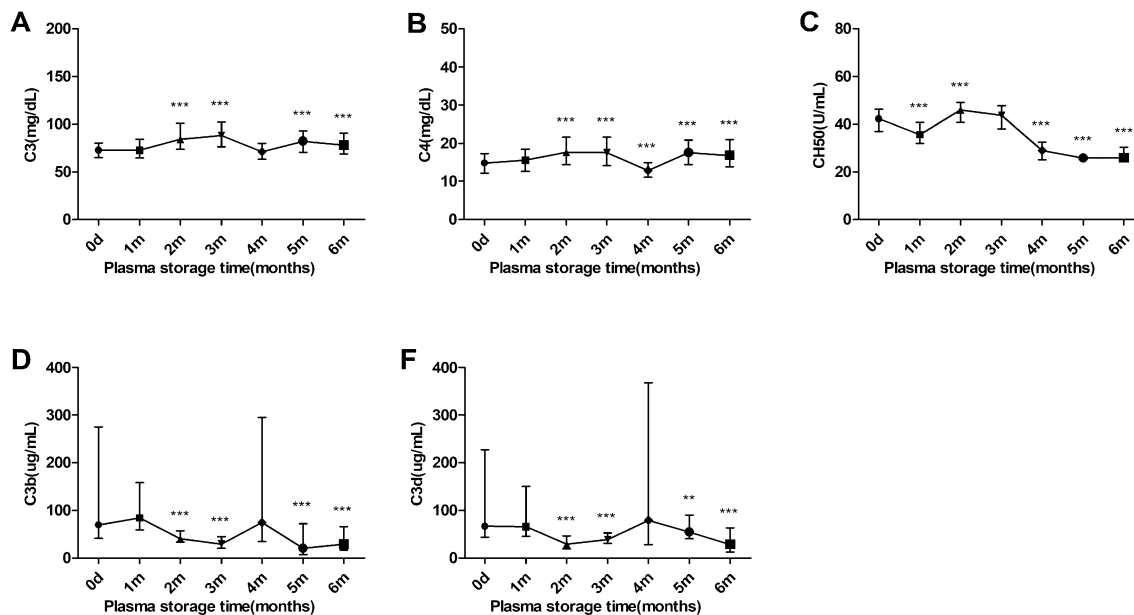 A
C3(mg/dL)
200
150
100
50
0
*** *** *** ***
0d 1m 2m 3m 4m 5m 6m
Plasma storage time(months)
B
C4(mg/dL)
50
40
30
20
10
0
*** *** *** *** ***
0d 1m 2m 3m 4m 5m 6m
Plasma storage time(months)
C
CH50(U/mL)
80
60
40
20
0
*** *** *** *** ***
0d 1m 2m 3m 4m 5m 6m
Plasma storage time(months)
D
C3b(ug/mL)
400
300
200
100
0
*** *** *** ***
0d 1m 2m 3m 4m 5m 6m
Plasma storage time(months)
F
C3d(ug/mL)
400
300
200
100
0
*** *** ** ***
0d 1m 2m 3m 4m 5m 6m
Plasma storage time(months)